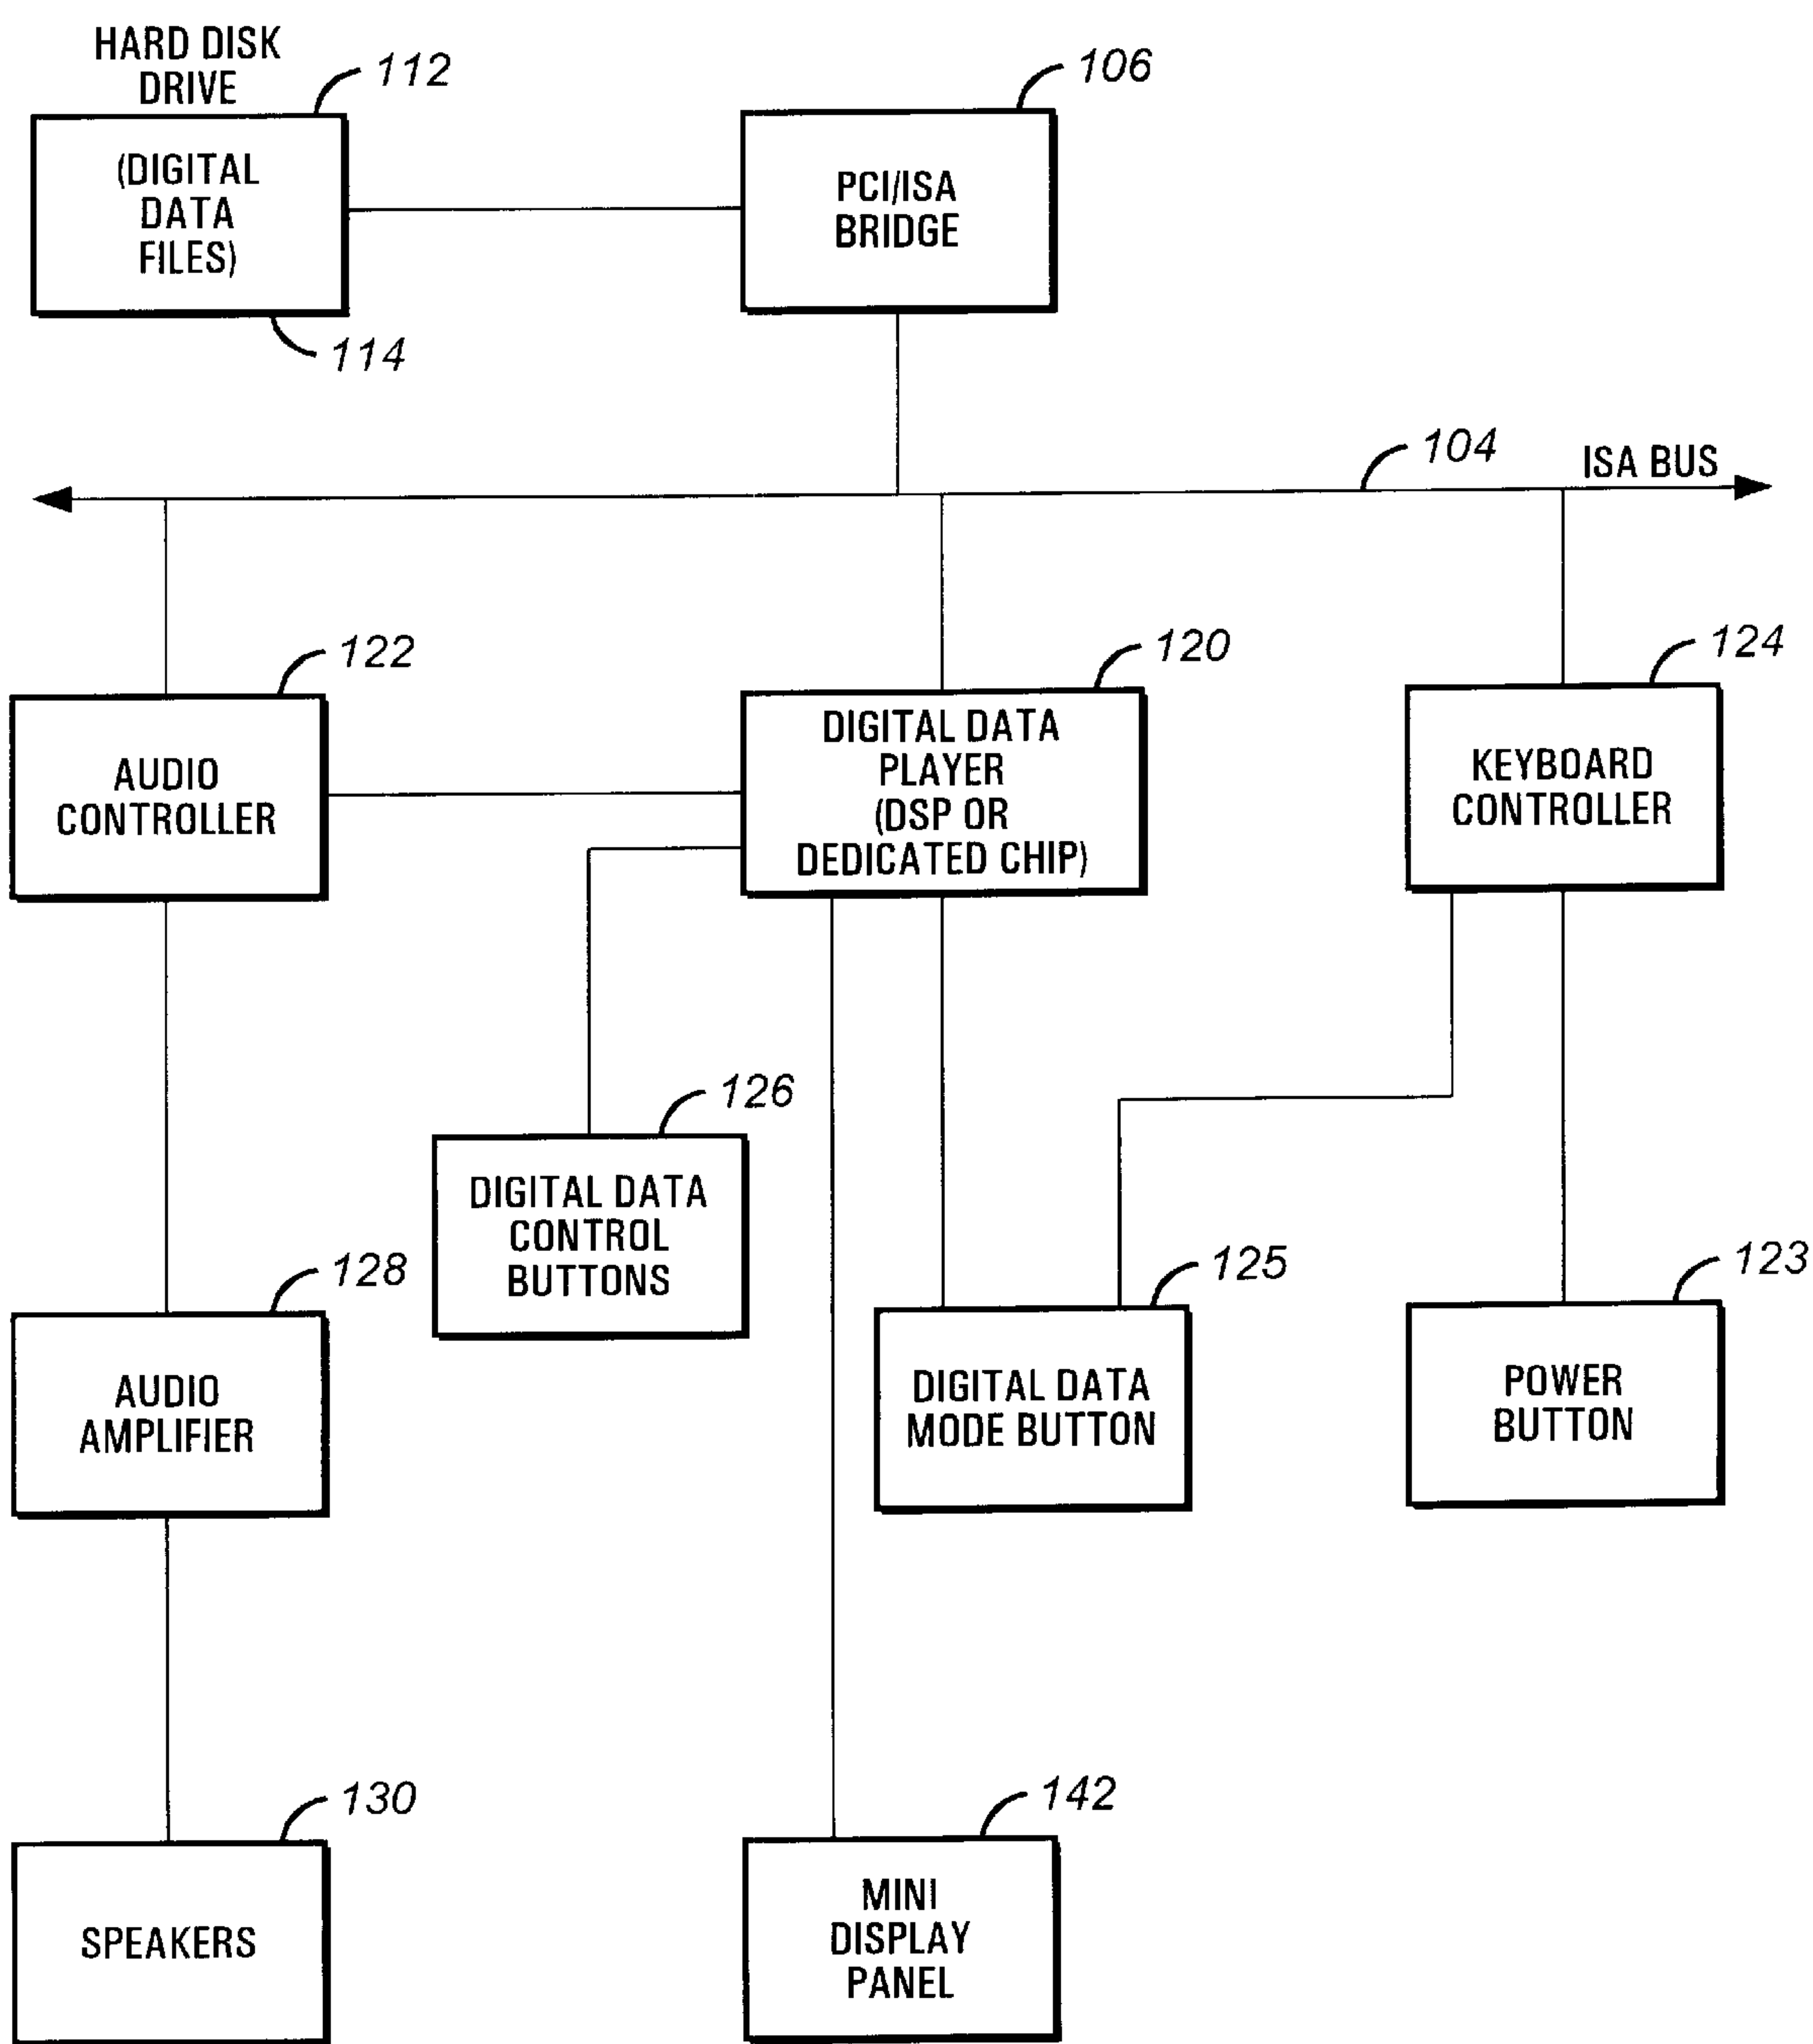 HARD DISK
DRIVE
112
(DIGITAL
DATA
FILES)
114
106
PCI/ISA
BRIDGE
104
ISA BUS
122
AUDIO
CONTROLLER
120
DIGITAL DATA
PLAYER
(DSP OR
DEDICATED CHIP)
124
KEYBOARD
CONTROLLER
126
DIGITAL DATA
CONTROL
BUTTONS
128
AUDIO
AMPLIFIER
125
DIGITAL DATA
MODE BUTTON
123
POWER
BUTTON
130
SPEAKERS
142
MINI
DISPLAY
PANEL